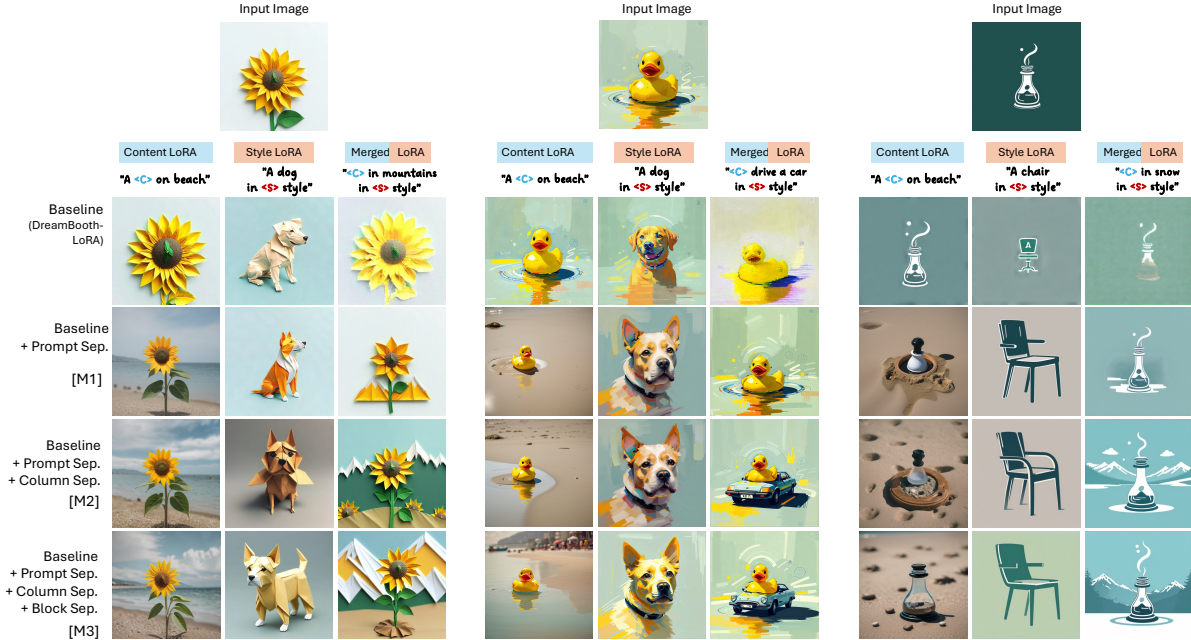 Input Image
Input Image
Input Image
Content LoRA
Style LoRA
Merged LoRA
Content LoRA
Style LoRA
Merged LoRA
Content LoRA
Style LoRA
Merged LoRA
"A <C> on beach"
"A dog
in <S> style"
"<C> in mountains
in <S> style"
"A <C> on beach"
"A dog
in <S> style"
"<C> drive a car
in <S> style"
"A <C> on beach"
"A chair
in <S> style"
"<C> in snow
in <S> style"
Baseline
(DreamBooth-
LoRA)
A
Baseline
+ Prompt Sep.
[M1]
Baseline
+ Prompt Sep.
+ Column Sep.
[M2]
Baseline
+ Prompt Sep.
+ Column Sep.
+ Block Sep.
[M3]